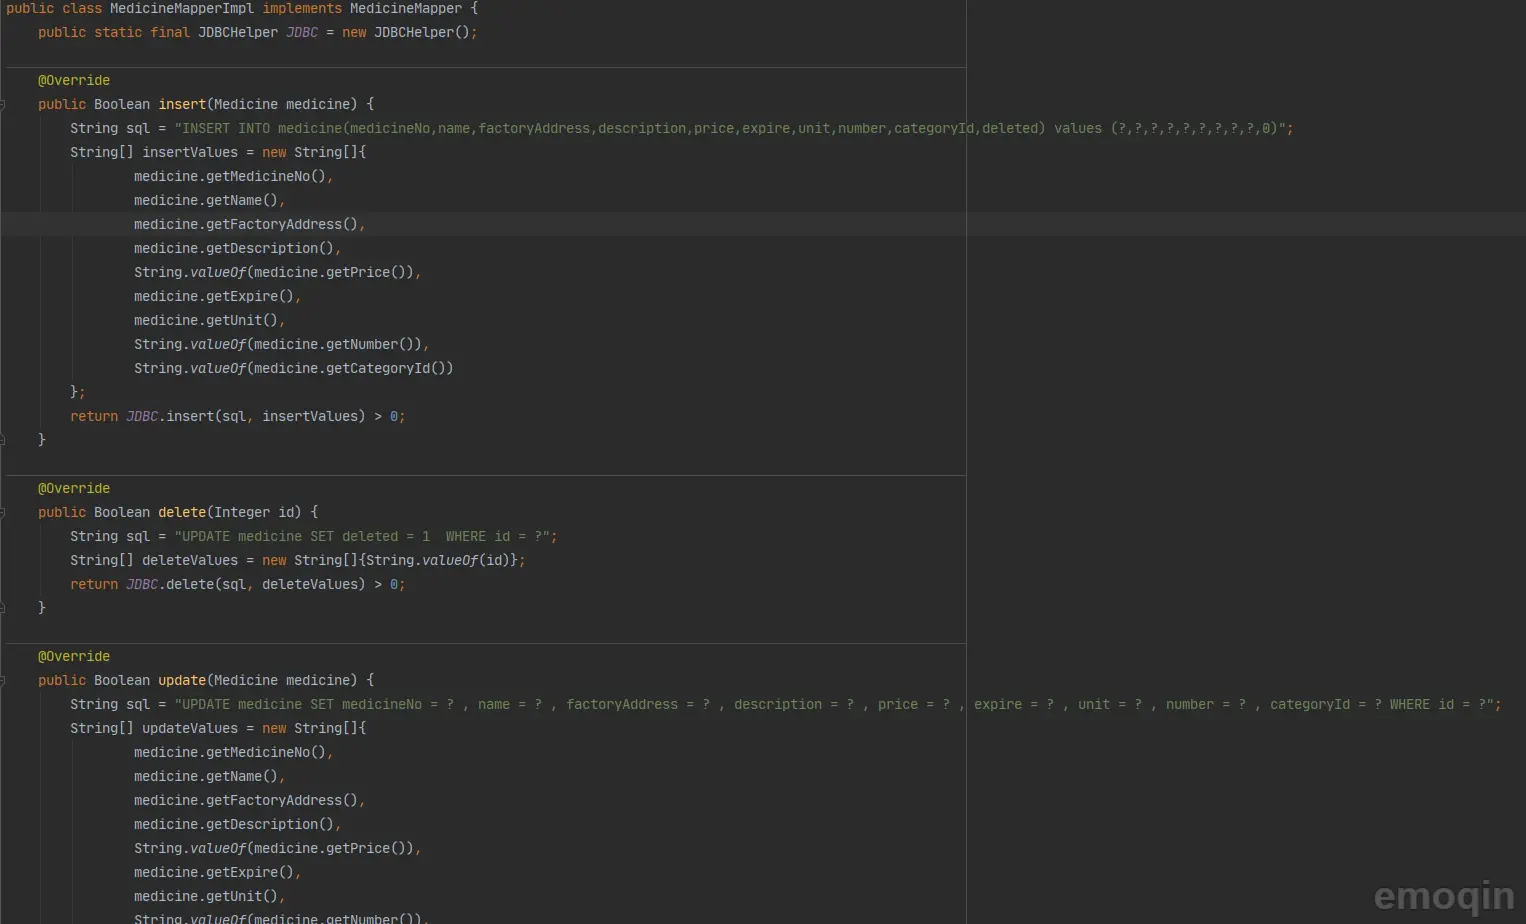 public class MedicineMapperImpl implements MedicineMapper {
public static final JDBCHelper JDBC = new JDBCHelper();
@Override
public Boolean insert(Medicine medicine) {
String sql = "INSERT INTO medicine(medicineNo,name,factoryAddress,description,price,expire,unit,number,categoryId,deleted) values (?,?,?,?,?,?,?,?,?,0)";
String[] insertValues = new String[]{
medicine.getMedicineNo(),
medicine.getName(),
medicine.getFactoryAddress(),
medicine.getDescription(),
String.valueOf(medicine.getPrice()),
medicine.getExpire(),
medicine.getUnit(),
String.valueOf(medicine.getNumber()),
String.valueOf(medicine.getCategoryId())
};
return JDBC.insert(sql, insertValues) > 0;
}
@Override
public Boolean delete(Integer id) {
String sql = "UPDATE medicine SET deleted = 1  WHERE id = ?";
String[] deleteValues = new String[]{String.valueOf(id)};
return JDBC.delete(sql, deleteValues) > 0;
}
@Override
public Boolean update(Medicine medicine) {
String sql = "UPDATE medicine SET medicineNo = ? , name = ? , factoryAddress = ? , description = ? , price = ? , expire = ? , unit = ? , number = ? , categoryId = ? WHERE id = ?";
String[] updateValues = new String[]{
medicine.getMedicineNo(),
medicine.getName(),
medicine.getFactoryAddress(),
medicine.getDescription(),
String.valueOf(medicine.getPrice()),
medicine.getExpire(),
medicine.getUnit(),
String.valueOf(medicine.getNumber()),
emoqin